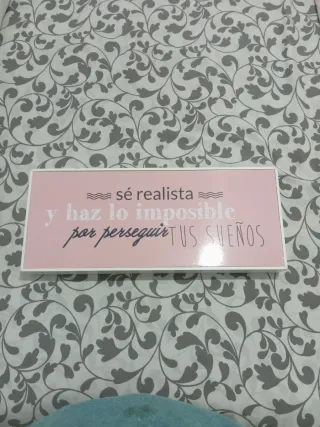 sé realista
y haz lo imposible
por perseguir TUS SUEÑOS